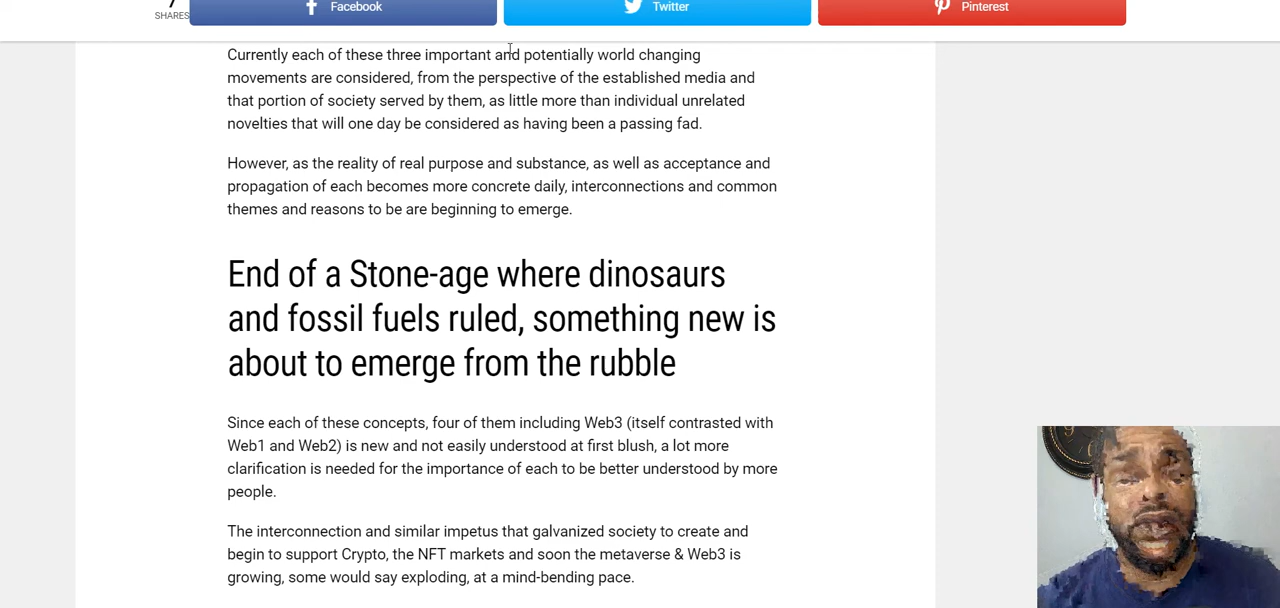 SHARES
Facebook
Twitter
Pinterest
Currently each of these three important and potentially world changing
movements are considered, from the perspective of the established media and
that portion of society served by them, as little more than individual unrelated
novelties that will one day be considered as having been a passing fad.
However, as the reality of real purpose and substance, as well as acceptance and
propagation of each becomes more concrete daily, interconnections and common
themes and reasons to be are beginning to emerge.
End of a Stone-age where dinosaurs
and fossil fuels ruled, something new is
about to emerge from the rubble
Since each of these concepts, four of them including Web3 (itself contrasted with
Web1 and Web2) is new and not easily understood at first blush, a lot more
clarification is needed for the importance of each to be better understood by more
people.
The interconnection and similar impetus that galvanized society to create and
begin to support Crypto, the NFT markets and soon the metaverse & Web3 is
growing, some would say exploding, at a mind-bending pace.